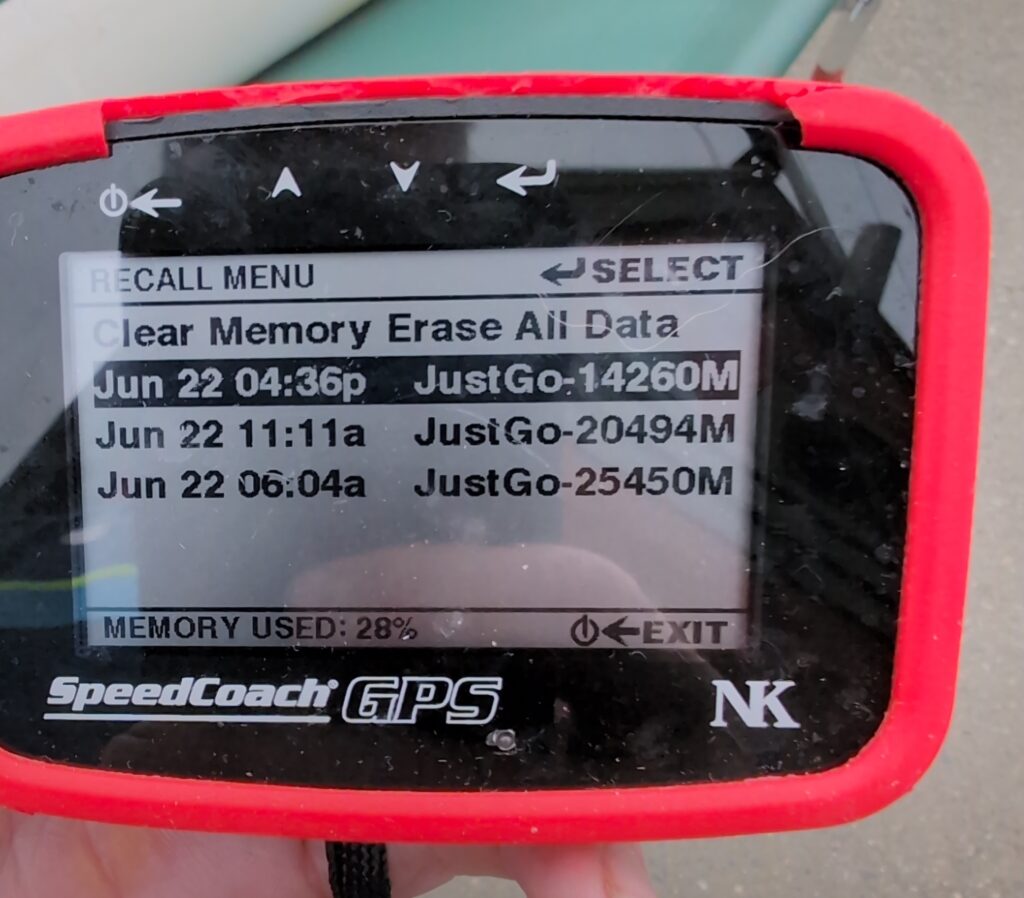 RECALL MENU SELECT
Clear Memory Erase All Data
Jun 22 04:36p JustGo-14260M
Jun 22 11:11a JustGo-20494M
Jun 22 06:04a JustGo-25450M
MEMORY USED: 28% EXIT
SpeedCoach® GPS NK